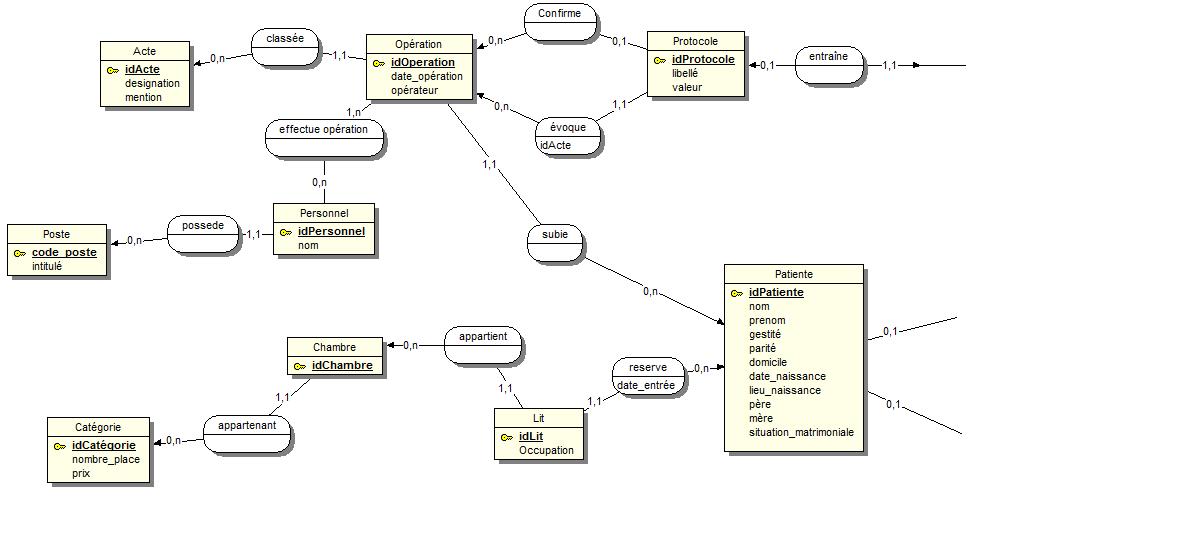 Acte
idActe
designation
mention
0,n
classée
1,1
Opération
idOperation
date_opération
opérateur
0,n
Confirme
0,1
Protocole
idProtocole
libellé
valeur
0,1
entraîne
1,1
0,n
évoque
idActe
1,1
1,n
effectue opération
0,n
Personnel
idPersonnel
nom
1,1
possede
0,n
Poste
code_poste
intitulé
1,1
subie
0,n
Patiente
idPatiente
nom
prenom
gestité
parité
domicile
date_naissance
lieu_naissance
père
mère
situation_matrimoniale
0,1
0,1
Chambre
idChambre
0,n
appartient
1,1
reserve
date_entrée
0,n
1,1
Lit
idLit
Occupation
1,1
appartenant
0,n
Catégorie
idCatégorie
nombre_place
prix